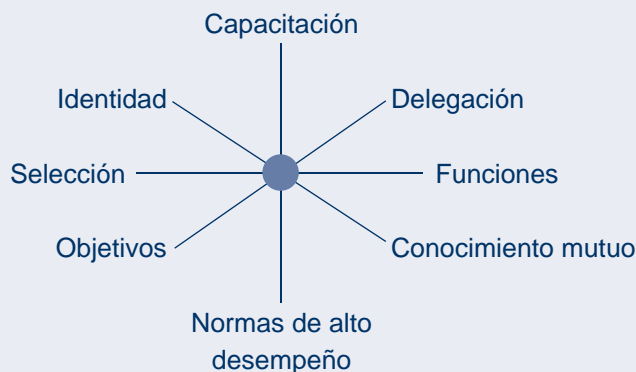 Capacitación
Identidad
Delegación
Selección
Funciones
Objetivos
Conocimiento mutuo
Normas de alto
desempeño